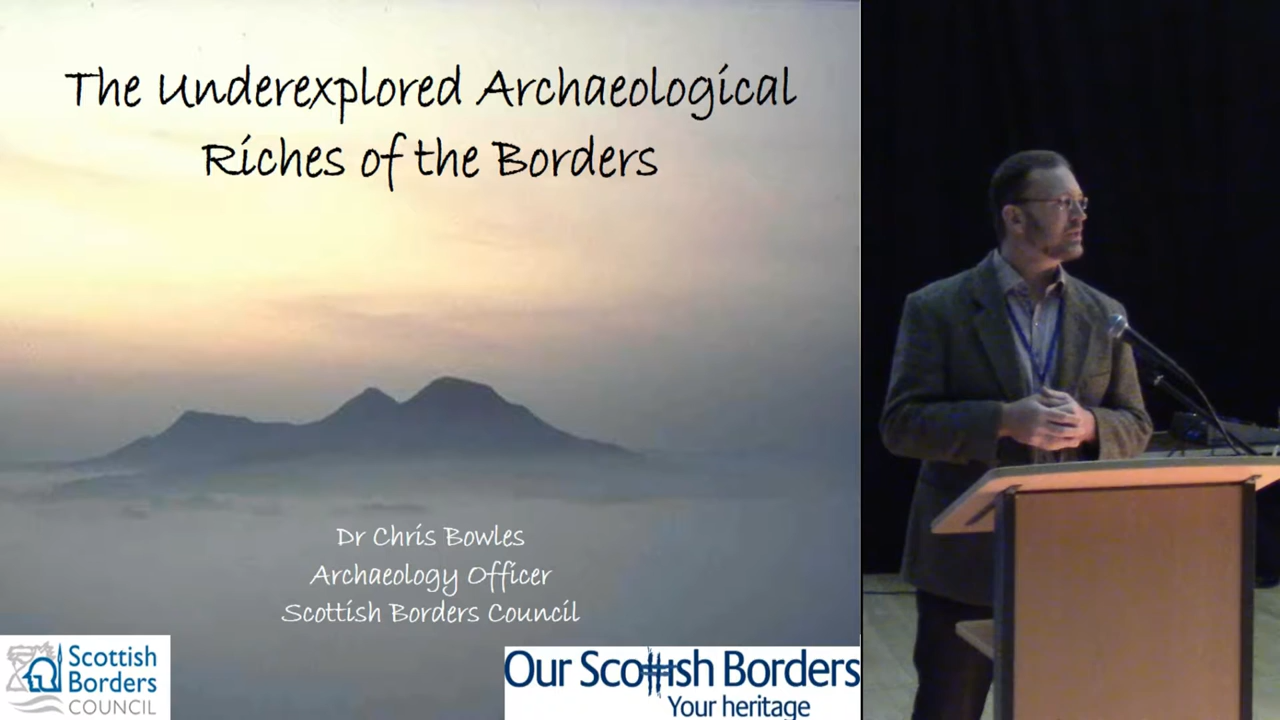 The Underexplored Archaeological
Riches of the Borders
Dr Chris Bowles
Archaeology Officer
Scottish Borders Council
Scottish
Borders
COUNCIL
Our Scottish Borders
Your heritage